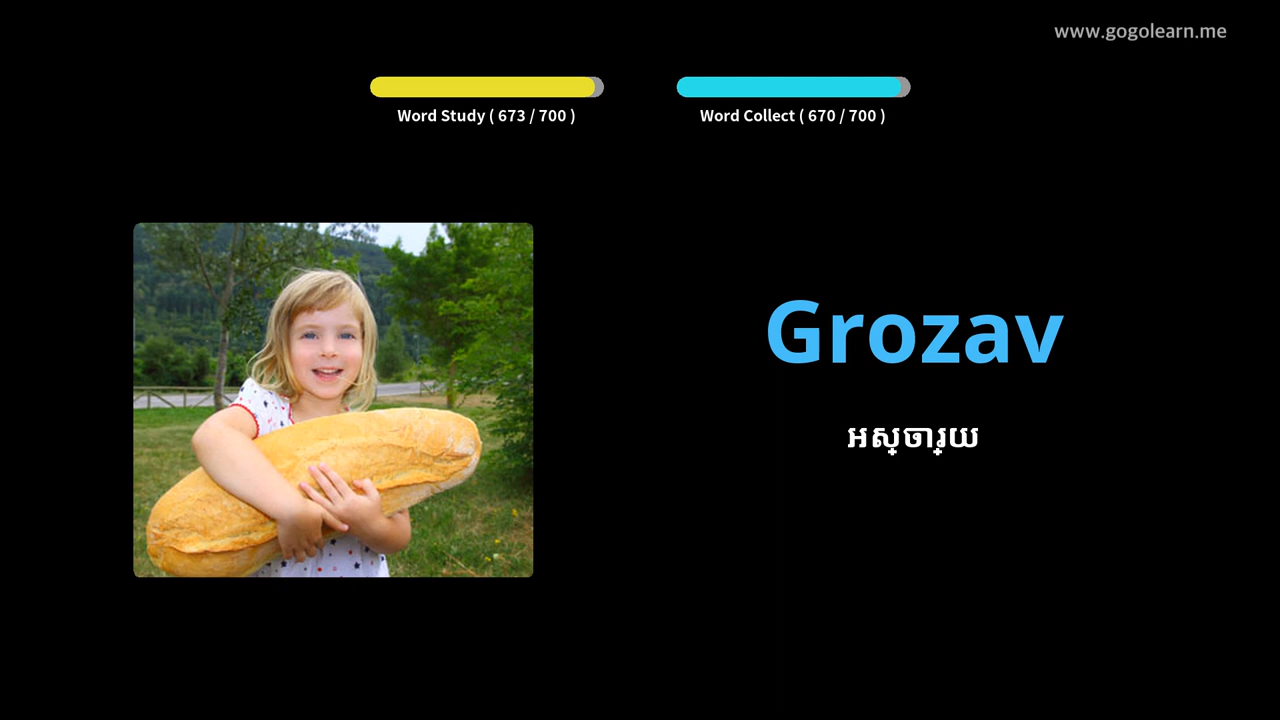 www.gogolearn.me
Word Study ( 673 / 700 )
Word Collect ( 670 / 700 )
Grozav
អស្ចារ្យ